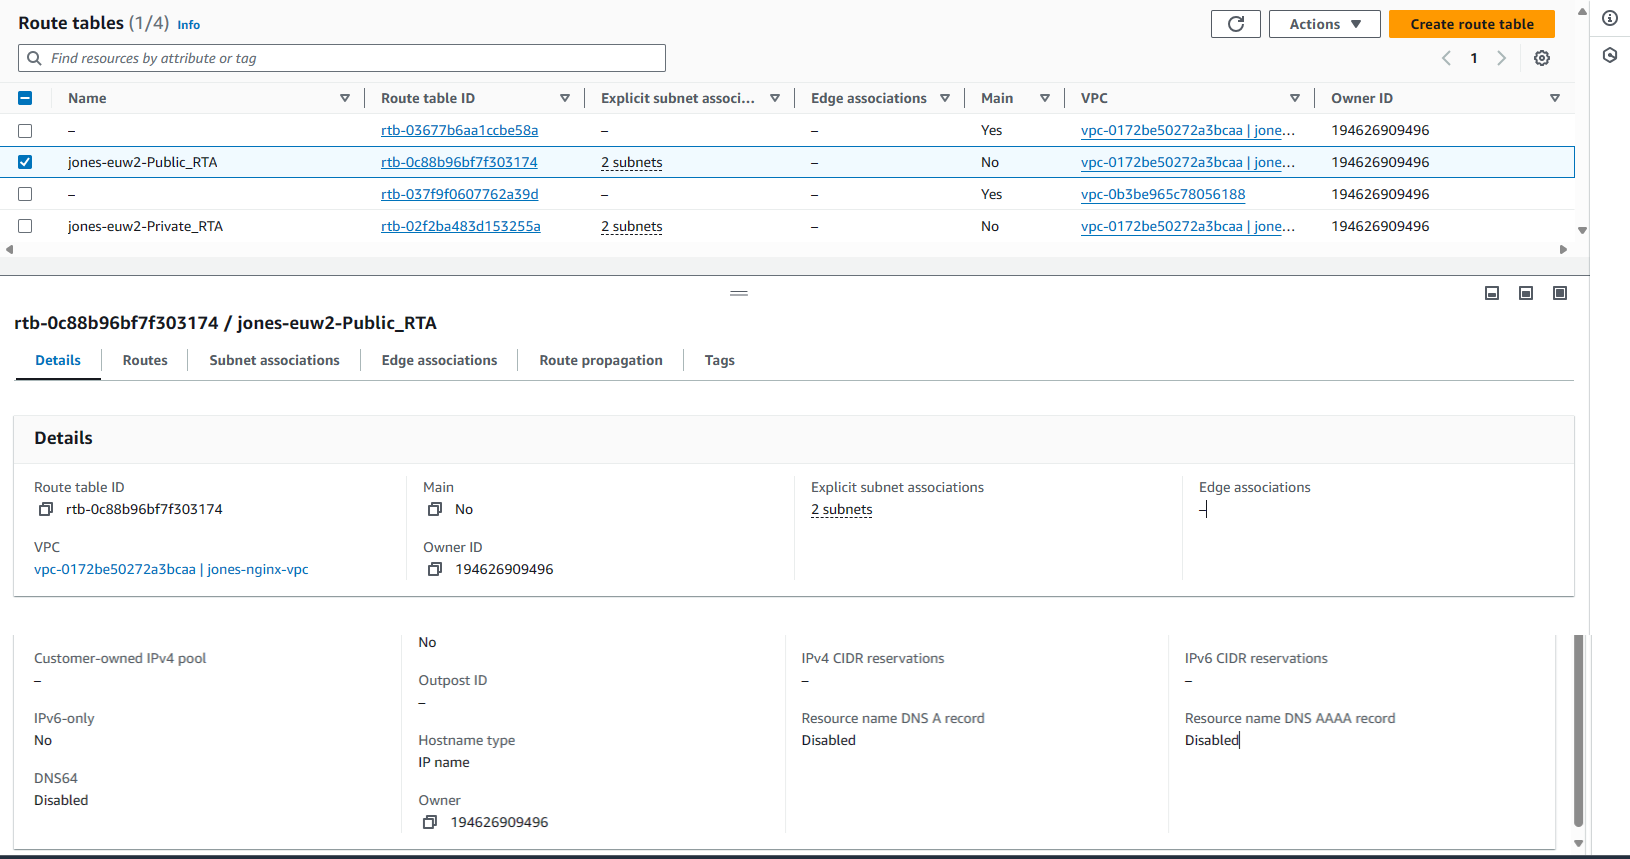 Route tables (1/4) Info
Actions
Create route table
Find resources by attribute or tag
1
Name Route table ID Explicit subnet associ... Edge associations Main VPC Owner ID
– rtb-03677b6aa1ccbe58a – – Yes vpc-0172be50272a3bcaa | jone... 194626909496
jones-euw2-Public_RTA rtb-0c88b96bf7f303174 2 subnets – No vpc-0172be50272a3bcaa | jone... 194626909496
– rtb-037f9f0607762a39d – – Yes vpc-0b3be965c78056188 194626909496
jones-euw2-Private_RTA rtb-02f2ba483d153255a 2 subnets – No vpc-0172be50272a3bcaa | jone... 194626909496
rtb-0c88b96bf7f303174 / jones-euw2-Public_RTA
Details Routes Subnet associations Edge associations Route propagation Tags
Details
Route table ID
rtb-0c88b96bf7f303174
VPC
vpc-0172be50272a3bcaa | jones-nginx-vpc
Main
No
Owner ID
194626909496
Explicit subnet associations
2 subnets
Edge associations
–
Customer-owned IPv4 pool
–
IPv6-only
No
DNS64
Disabled
No
Outpost ID
–
Hostname type
IP name
Owner
194626909496
IPv4 CIDR reservations
–
Resource name DNS A record
Disabled
IPv6 CIDR reservations
–
Resource name DNS AAAA record
Disabled